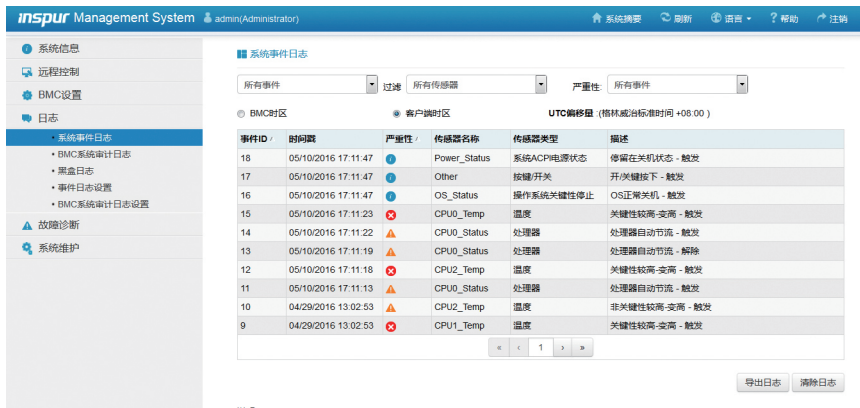 inspur Management System admin(Administrator) 系统摘要 刷新 语言 ? 帮助 注销
系统信息
远程控制
BMC设置
日志
• 系统事件日志
• BMC系统审计日志
• 黑盒日志
• 事件日志设置
• BMC系统审计日志设置
故障诊断
系统维护
系统事件日志
所有事件 过滤 所有传感器 严重性: 所有事件
BMC时区 客户端时区 UTC偏移量 :(格林威治标准时间 +08:00 )
事件ID 时间戳 严重性 传感器名称 传感器类型 描述
18 05/10/2016 17:11:47 Power_Status 系统ACPI电源状态 停留在关机状态 - 触发
17 05/10/2016 17:11:47 Other 按键/开关 开/关键按下 - 触发
16 05/10/2016 17:11:47 OS_Status 操作系统关键性停止 OS正常关机 - 触发
15 05/10/2016 17:11:23 CPU0_Temp 温度 关键性较高-变高 - 触发
14 05/10/2016 17:11:22 CPU0_Status 处理器 处理器自动节流 - 触发
13 05/10/2016 17:11:19 CPU0_Status 处理器 处理器自动节流 - 解除
12 05/10/2016 17:11:18 CPU2_Temp 温度 关键性较高-变高 - 触发
11 05/10/2016 17:11:13 CPU0_Status 处理器 处理器自动节流 - 触发
10 04/29/2016 13:02:53 CPU2_Temp 温度 非关键性较高-变高 - 触发
9 04/29/2016 13:02:53 CPU1_Temp 温度 关键性较高-变高 - 触发
« ‹ 1 › »
导出日志 清除日志